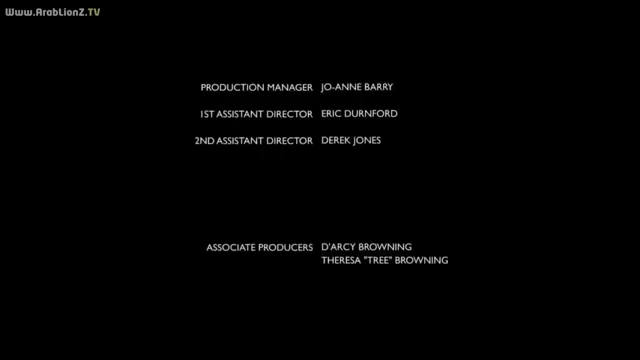 Www.ArabLionZ.TV
PRODUCTION MANAGER JO-ANNE BARRY
1ST ASSISTANT DIRECTOR ERIC DURNFORD
2ND ASSISTANT DIRECTOR DEREK JONES
ASSOCIATE PRODUCERS D'ARCY BROWNING
THERESA "TREE" BROWNING